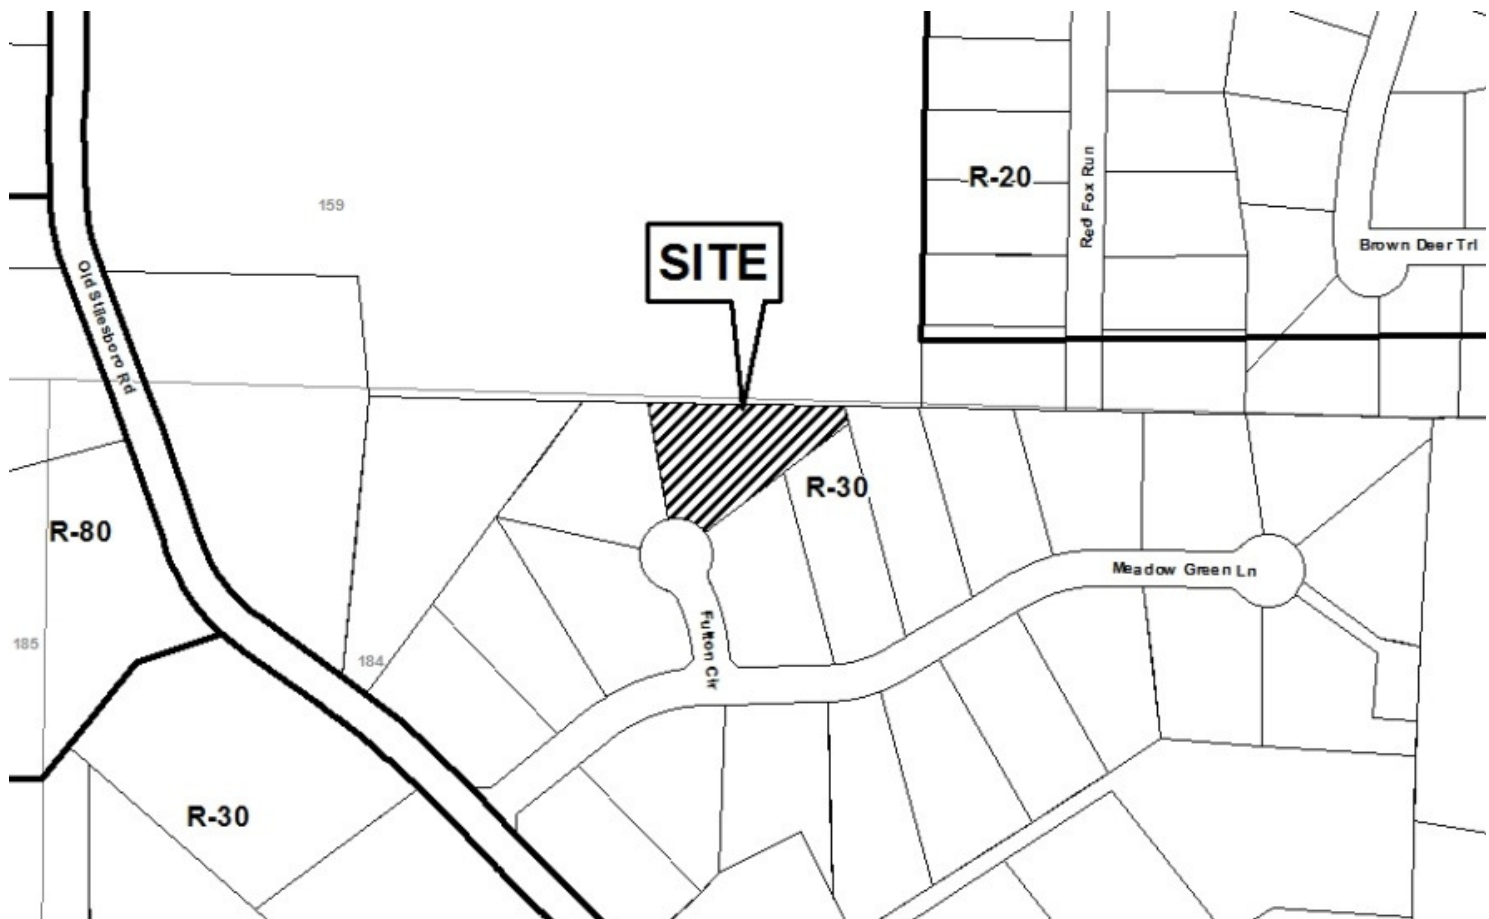 R-20
Red Fox Run
159
Brown Deer Trl
SITE
Old Stilesboro Rd
R-30
R-80
Meadow Green Ln
Fulton Cir
185
184
R-30